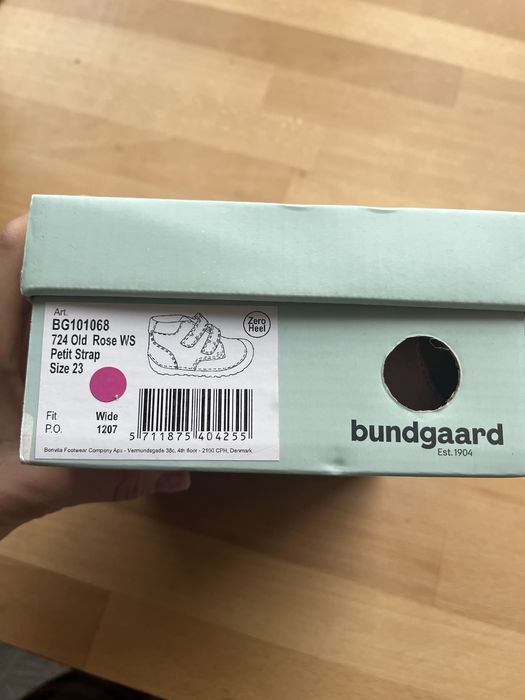 Art.
BG101068
724 Old Rose WS
Petit Strap
Size 23
Zero
Heel
Fit Wide
P.O. 1207
5 711875 404255
Bonvita Footwear Company Aps - Vermundsgade 38c, 4th floor - 2100 CPH, Denmark
bundgaard
Est. 1904